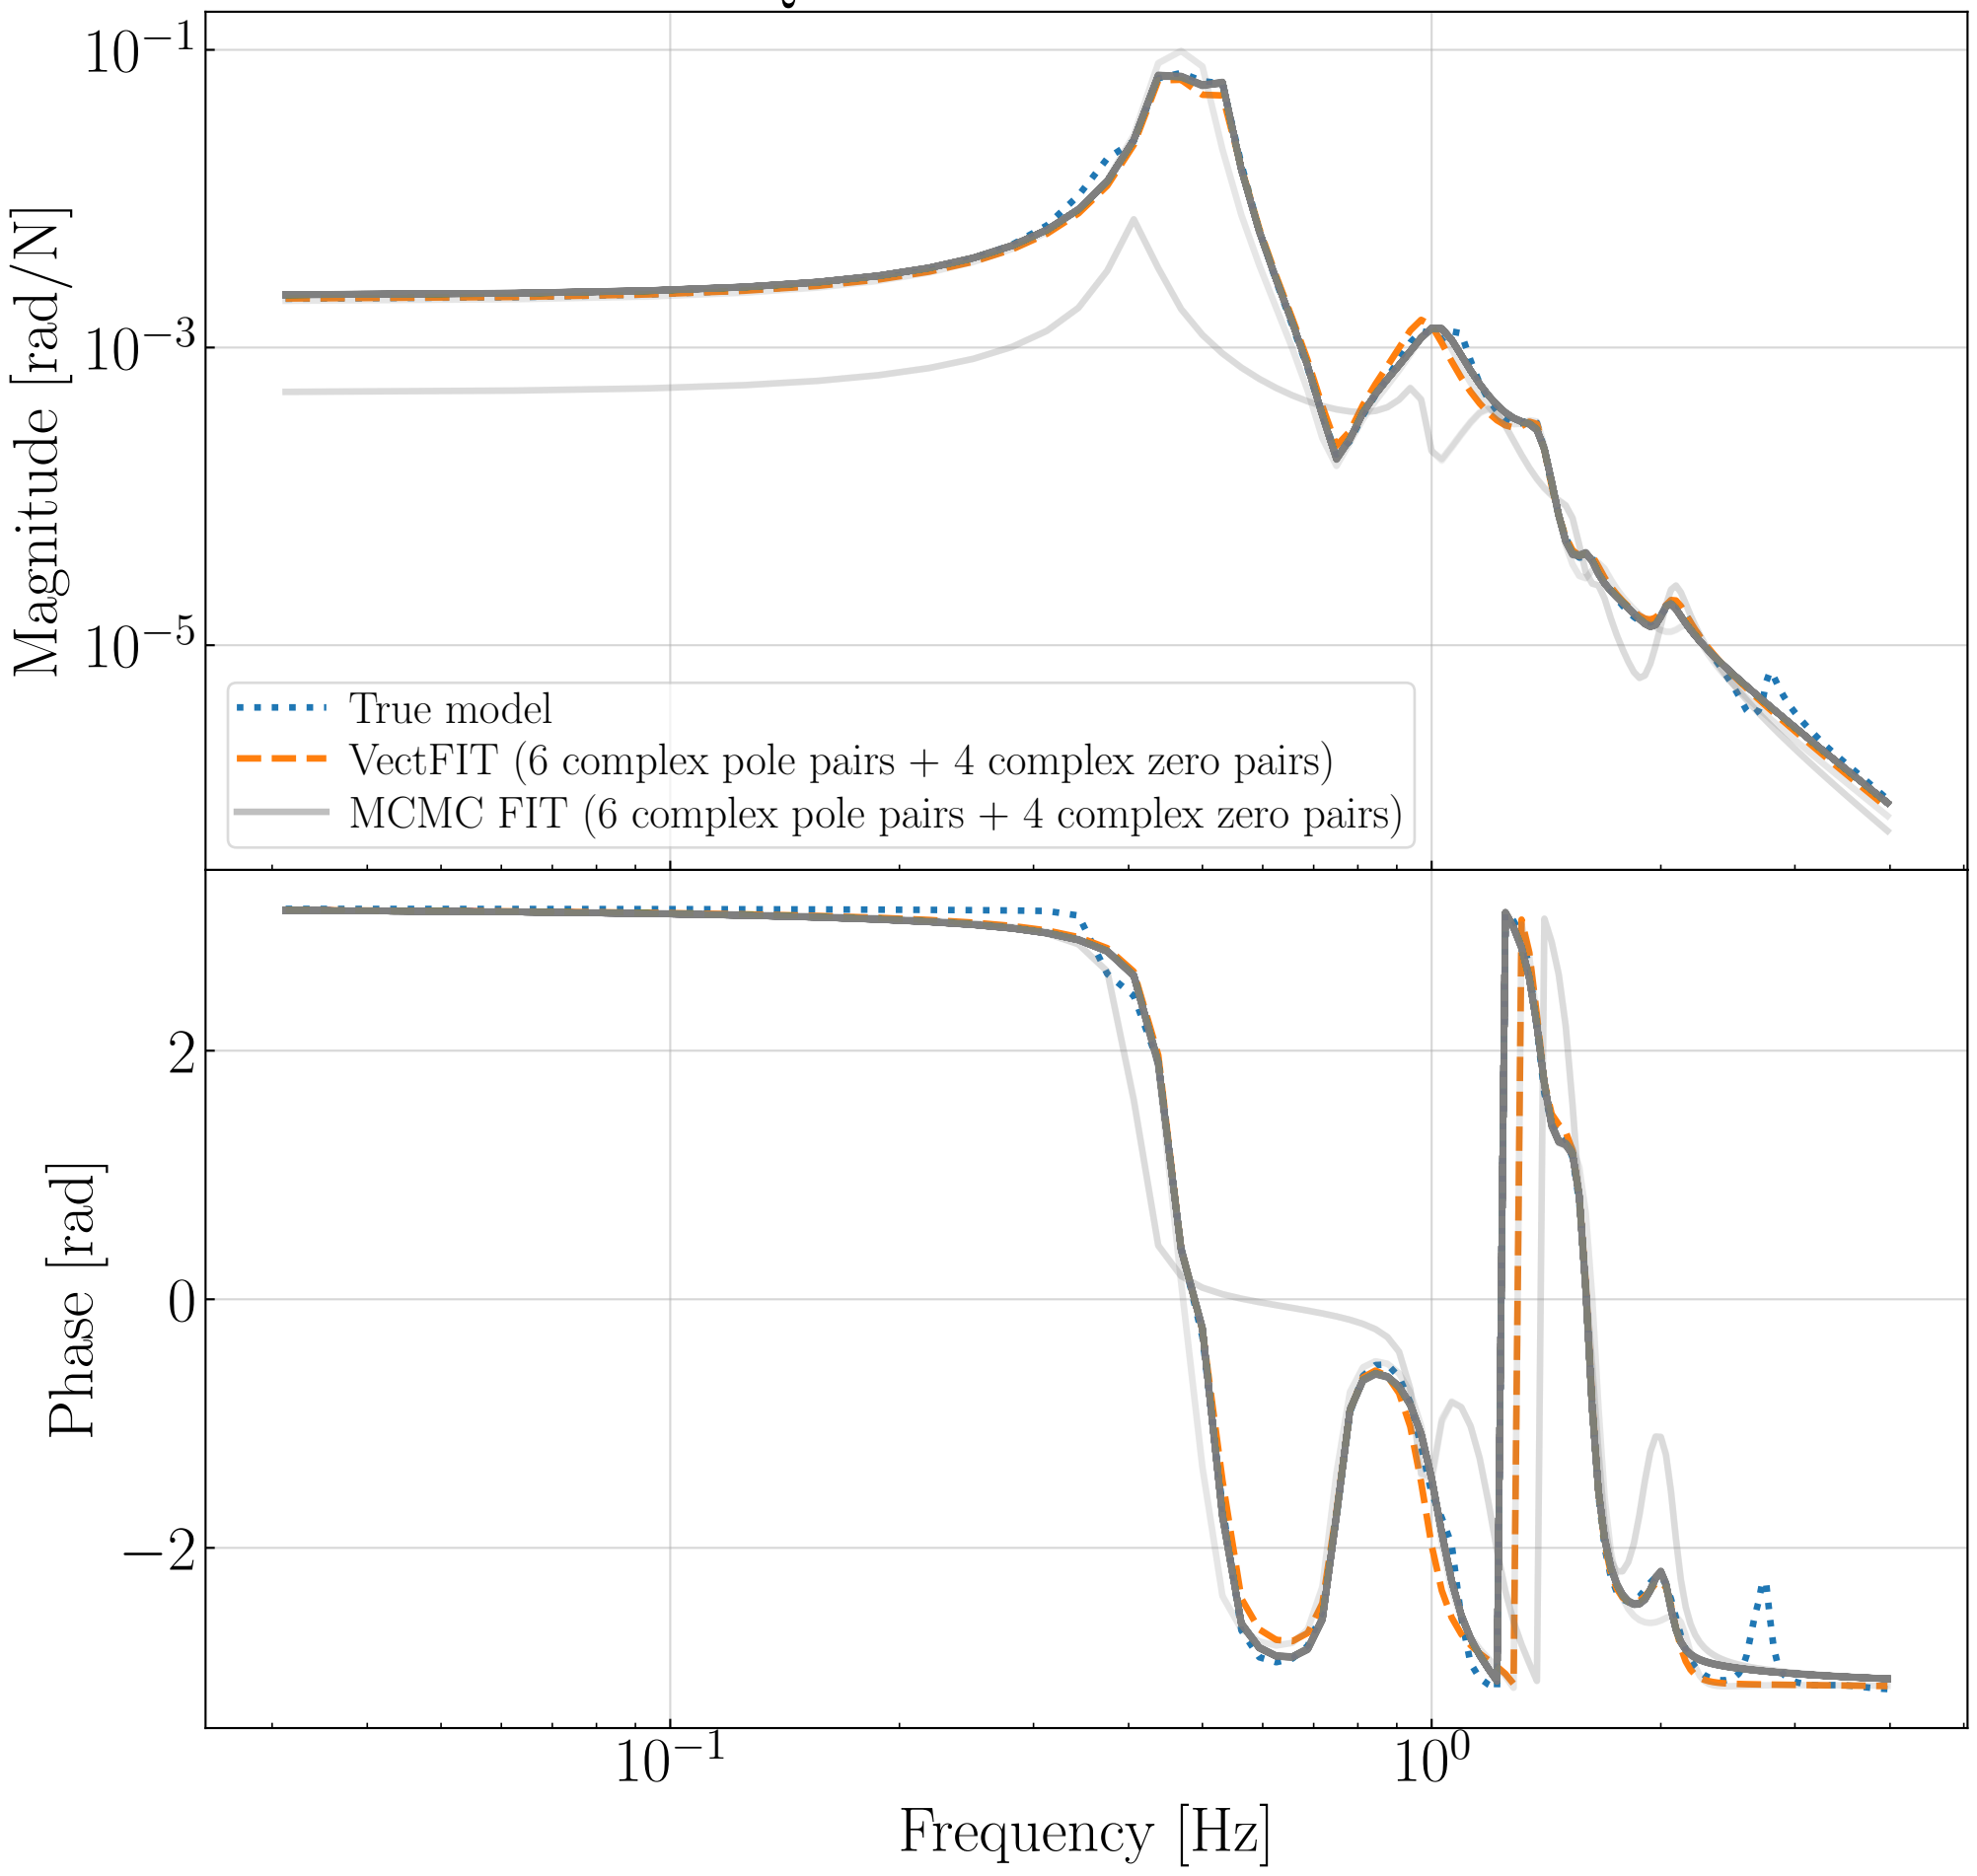 10−1
10−3
10−5
Magnitude [rad/N]
True model
VectFIT (6 complex pole pairs + 4 complex zero pairs)
MCMC FIT (6 complex pole pairs + 4 complex zero pairs)
2
0
−2
Phase [rad]
10−1
100
Frequency [Hz]